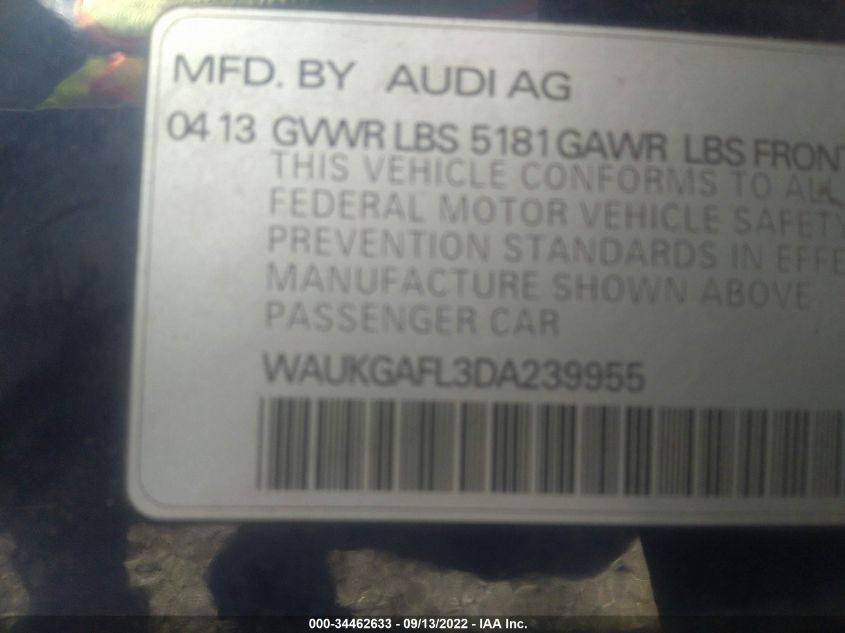 MFD. BY AUDI AG
04 13 GVWR LBS 5181 GAWR LBS FRONT
THIS VEHICLE CONFORMS TO ALL
FEDERAL MOTOR VEHICLE SAFETY
PREVENTION STANDARDS IN EFFE
MANUFACTURE SHOWN ABOVE
PASSENGER CAR
WAUKGAFL3DA239955
000-34462633 - 09/13/2022 - IAA Inc.